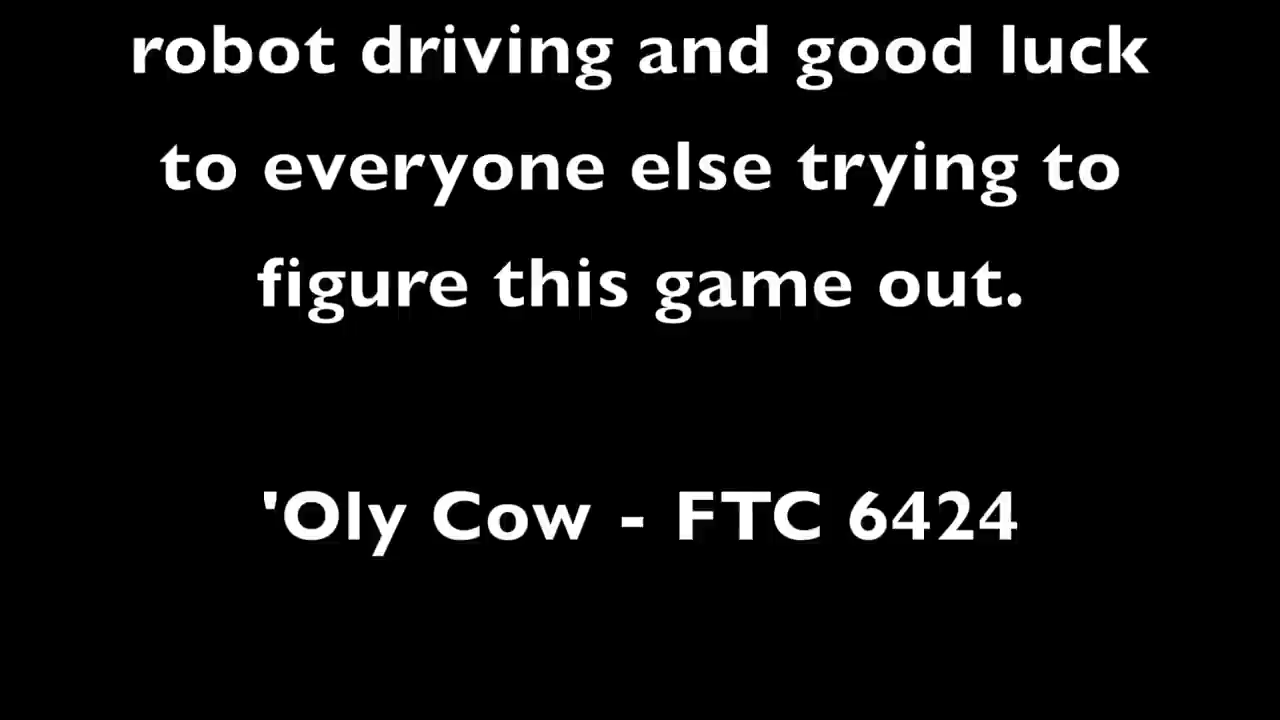 robot driving and good luck
to everyone else trying to
figure this game out.
'Oly Cow - FTC 6424